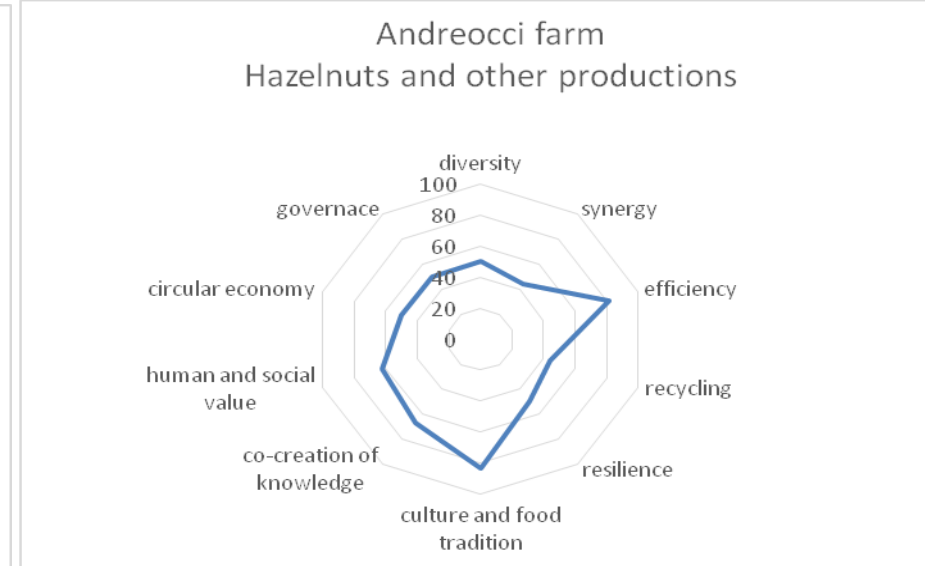 Andreocci farm
Hazelnuts and other productions
diversity
100
80
60
40
20
0
synergy
efficiency
recycling
resilience
culture and food
tradition
co-creation of
knowledge
human and social
value
circular economy
governace